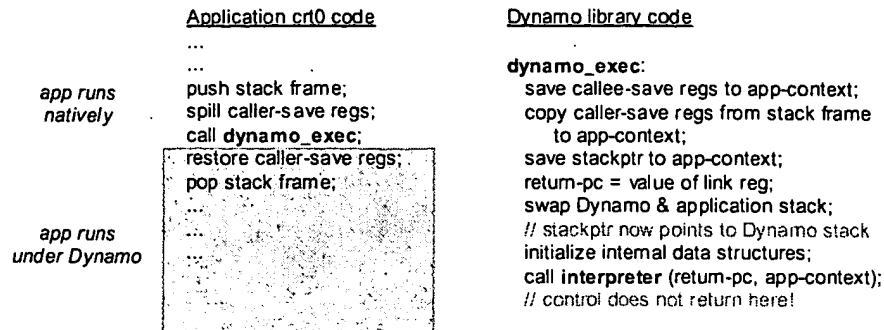 Application crt0 code
...
...
push stack frame;
spill caller-save regs;
call dynamo_exec;
restore caller-save regs;
pop stack frame;
...
...
...
app runs
natively
app runs
under Dynamo
Dynamo library code
dynamo_exec:
save callee-save regs to app-context;
copy caller-save regs from stack frame
to app-context;
save stackptr to app-context;
return-pc = value of link reg;
swap Dynamo & application stack;
// stackptr now points to Dynamo stack
initialize internal data structures;
call interpreter (return-pc, app-context);
// control does not return here!